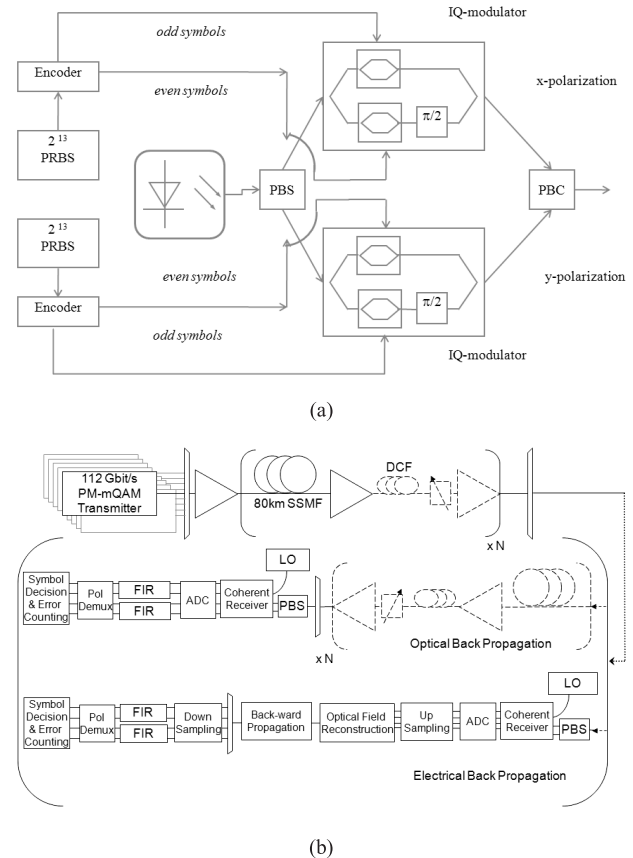 IQ-modulator
odd symbols
Encoder
even symbols
x-polarization
π/2
2 13
PRBS
PBS
PBC
2 13
PRBS
even symbols
y-polarization
Encoder
π/2
odd symbols
IQ-modulator
(a)
112 Gbit/s
PM-mQAM
Transmitter
80km SSMF
DCF
x N
LO
Symbol
Decision
& Error
Counting
Pol
Demux
FIR
FIR
ADC
Coherent
Receiver
PBS
x N
Optical Back Propagation
LO
Symbol
Decision
& Error
Counting
Pol
Demux
FIR
FIR
Down
Sampling
Back-ward
Propagation
Optical Field
Reconstruction
Up
Sampling
ADC
Coherent
Receiver
PBS
Electrical Back Propagation
(b)